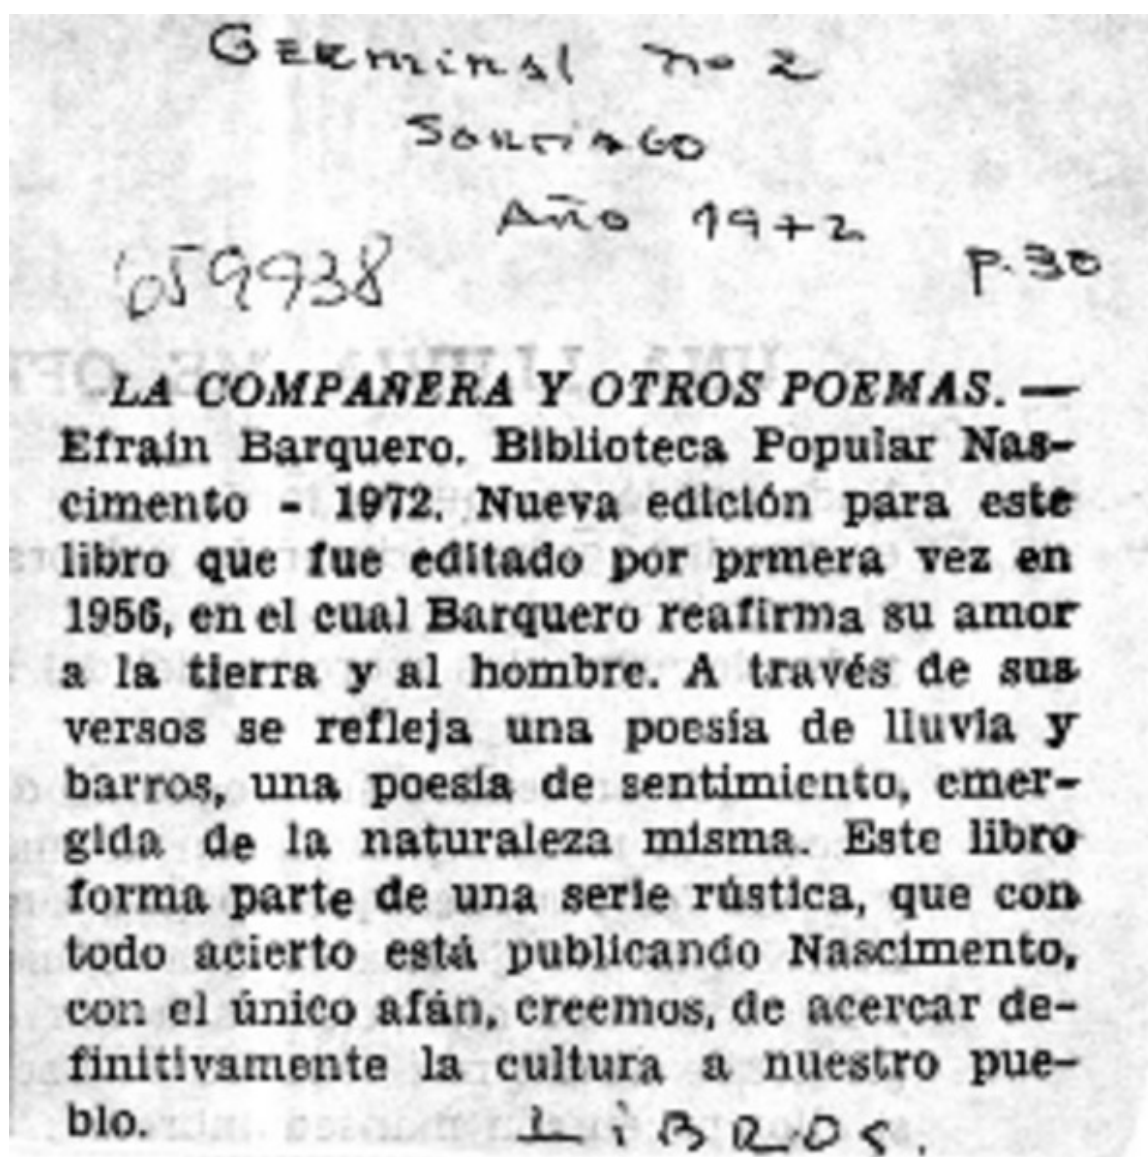 Germinal no 2
Santiago
Año 1972
p. 30
659938
LA COMPAÑERA Y OTROS POEMAS. —
Efraín Barquero. Biblioteca Popular Nas-
cimento - 1972. Nueva edición para este
libro que fue editado por prmera vez en
1956, en el cual Barquero reafirma su amor
a la tierra y al hombre. A través de sus
versos se refleja una poesía de lluvia y
barros, una poesía de sentimiento, emer-
gida de la naturaleza misma. Este libro
forma parte de una serie rústica, que con
todo acierto está publicando Nascimento,
con el único afán, creemos, de acercar de-
finitivamente la cultura a nuestro pue-
blo.
LiBROS.